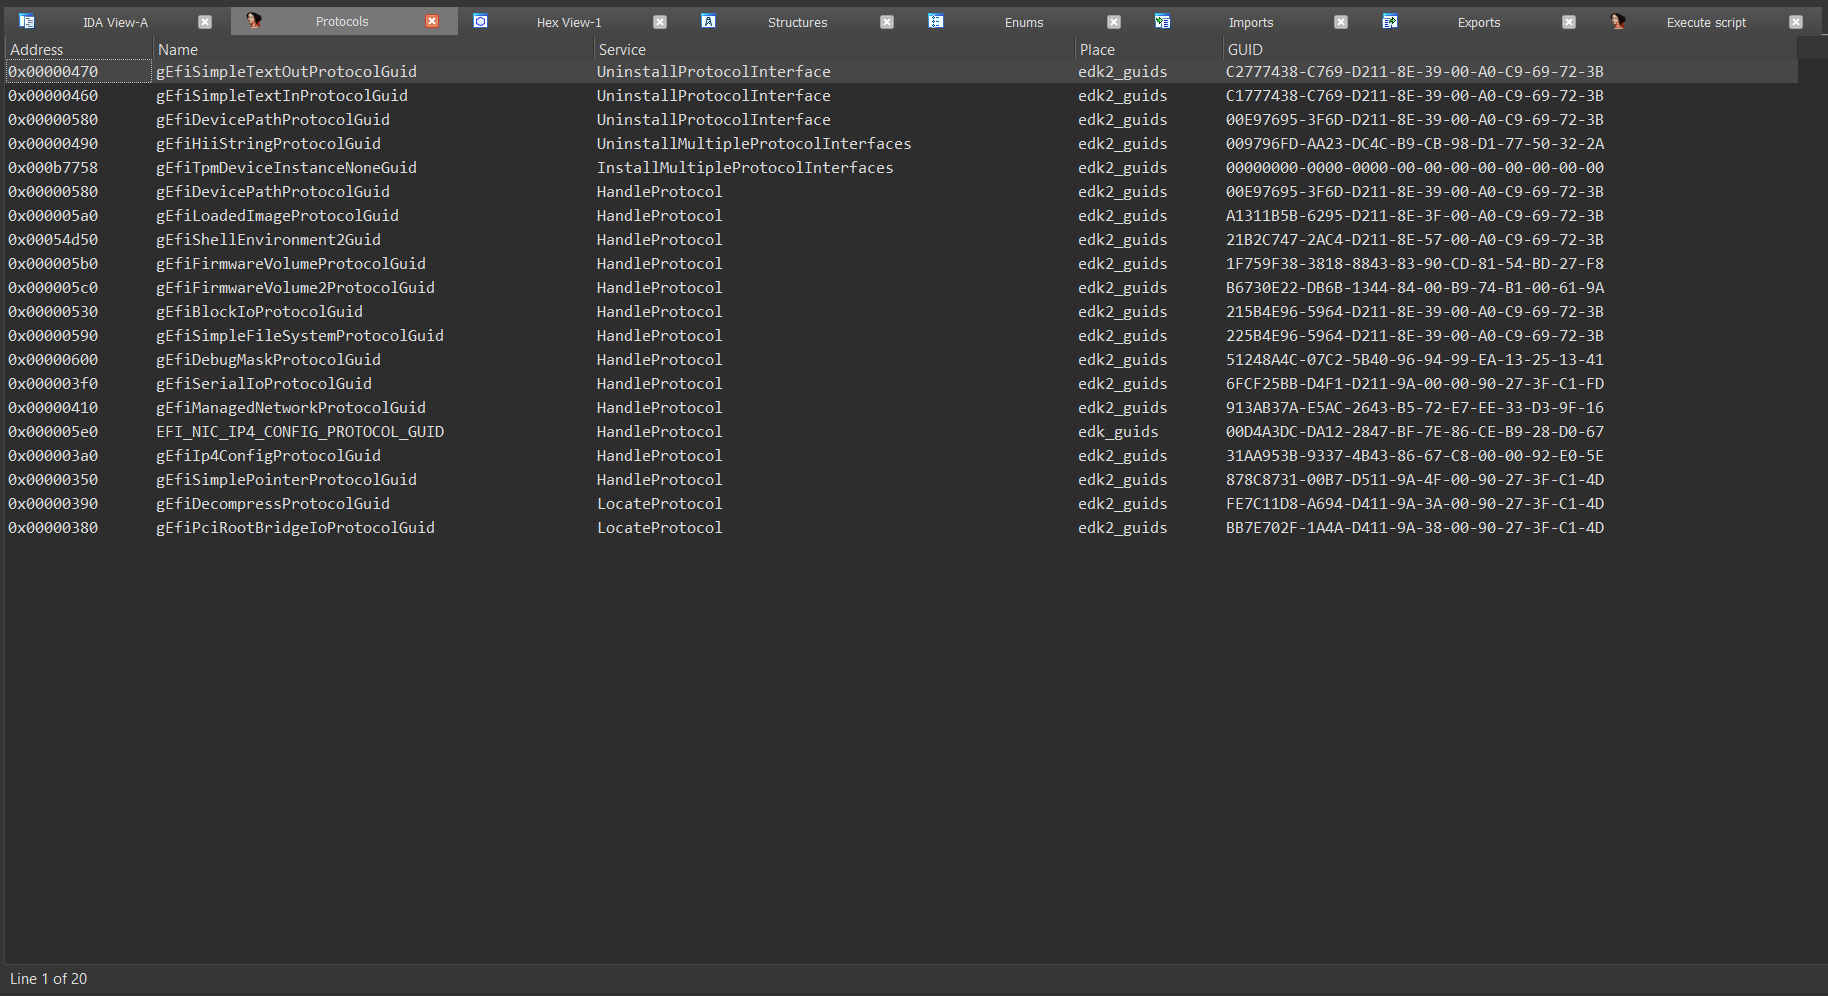 IDA View-A Protocols Hex View-1 Structures Enums Imports Exports Execute script
Address Name Service Place GUID
0x00000470 gEfiSimpleTextOutProtocolGuid UninstallProtocolInterface edk2_guids C2777438-C769-D211-8E-39-00-A0-C9-69-72-3B
0x00000460 gEfiSimpleTextInProtocolGuid UninstallProtocolInterface edk2_guids C1777438-C769-D211-8E-39-00-A0-C9-69-72-3B
0x00000580 gEfiDevicePathProtocolGuid UninstallProtocolInterface edk2_guids 00E97695-3F6D-D211-8E-39-00-A0-C9-69-72-3B
0x00000490 gEfiHiiStringProtocolGuid UninstallMultipleProtocolInterfaces edk2_guids 009796FD-AA23-DC4C-B9-CB-98-D1-77-50-32-2A
0x000b7758 gEfiTpmDeviceInstanceNoneGuid InstallMultipleProtocolInterfaces edk2_guids 00000000-0000-0000-00-00-00-00-00-00-00-00
0x00000580 gEfiDevicePathProtocolGuid HandleProtocol edk2_guids 00E97695-3F6D-D211-8E-39-00-A0-C9-69-72-3B
0x000005a0 gEfiLoadedImageProtocolGuid HandleProtocol edk2_guids A1311B5B-6295-D211-8E-3F-00-A0-C9-69-72-3B
0x00054d50 gEfiShellEnvironment2Guid HandleProtocol edk2_guids 21B2C747-2AC4-D211-8E-57-00-A0-C9-69-72-3B
0x000005b0 gEfiFirmwareVolumeProtocolGuid HandleProtocol edk2_guids 1F759F38-3818-8843-83-90-CD-81-54-BD-27-F8
0x000005c0 gEfiFirmwareVolume2ProtocolGuid HandleProtocol edk2_guids B6730E22-DB6B-1344-84-00-B9-74-B1-00-61-9A
0x00000530 gEfiBlockIoProtocolGuid HandleProtocol edk2_guids 215B4E96-5964-D211-8E-39-00-A0-C9-69-72-3B
0x00000590 gEfiSimpleFileSystemProtocolGuid HandleProtocol edk2_guids 225B4E96-5964-D211-8E-39-00-A0-C9-69-72-3B
0x00000600 gEfiDebugMaskProtocolGuid HandleProtocol edk2_guids 51248A4C-07C2-5B40-96-94-99-EA-13-25-13-41
0x000003f0 gEfiSerialIoProtocolGuid HandleProtocol edk2_guids 6FCF25BB-D4F1-D211-9A-00-00-90-27-3F-C1-FD
0x00000410 gEfiManagedNetworkProtocolGuid HandleProtocol edk2_guids 913AB37A-E5AC-2643-B5-72-E7-EE-33-D3-9F-16
0x000005e0 EFI_NIC_IP4_CONFIG_PROTOCOL_GUID HandleProtocol edk_guids 00D4A3DC-DA12-2847-BF-7E-86-CE-B9-28-D0-67
0x000003a0 gEfiIp4ConfigProtocolGuid HandleProtocol edk2_guids 31AA953B-9337-4B43-86-67-C8-00-00-92-E0-5E
0x00000350 gEfiSimplePointerProtocolGuid HandleProtocol edk2_guids 878C8731-00B7-D511-9A-4F-00-90-27-3F-C1-4D
0x00000390 gEfiDecompressProtocolGuid LocateProtocol edk2_guids FE7C11D8-A694-D411-9A-3A-00-90-27-3F-C1-4D
0x00000380 gEfiPciRootBridgeIoProtocolGuid LocateProtocol edk2_guids BB7E702F-1A4A-D411-9A-38-00-90-27-3F-C1-4D
Line 1 of 20